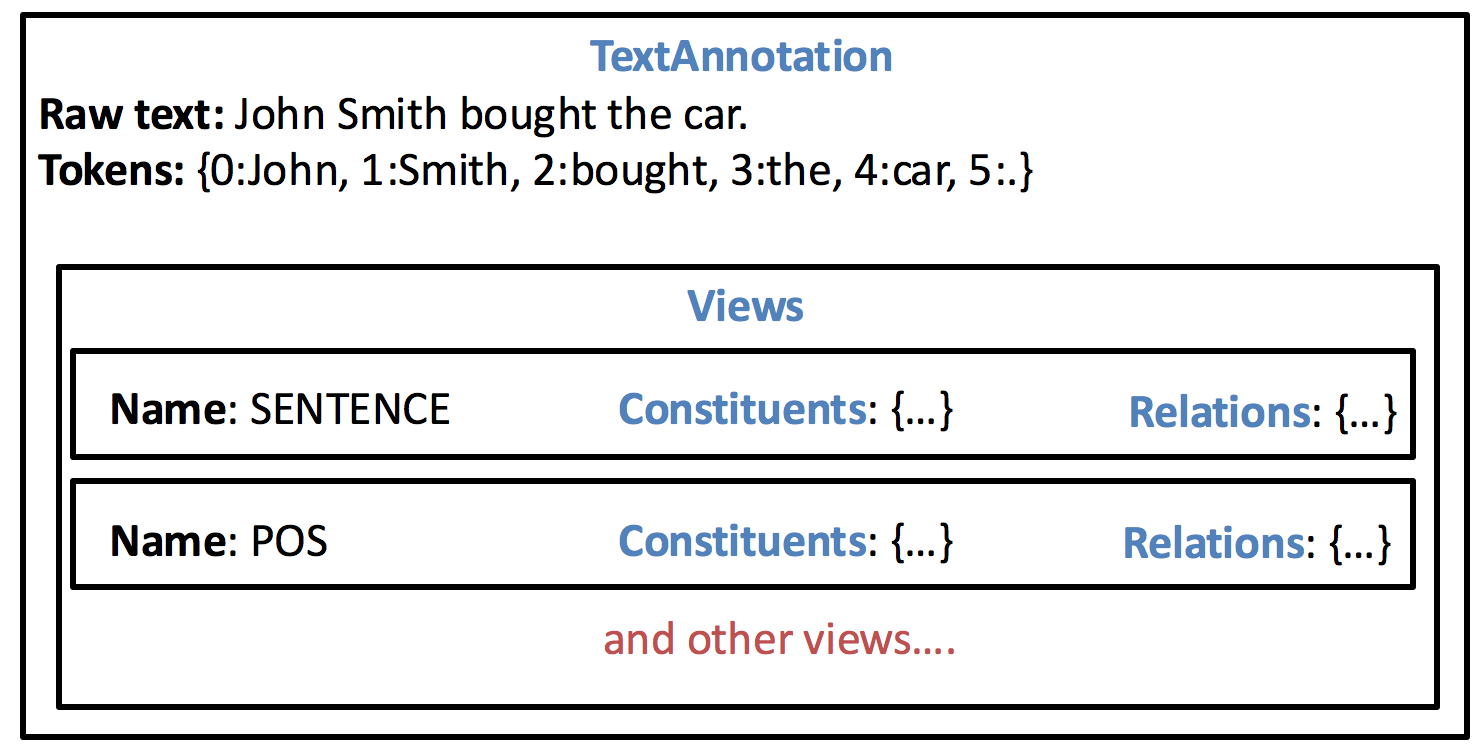 TextAnnotation
Raw text: John Smith bought the car.
Tokens: {0:John, 1:Smith, 2:bought, 3:the, 4:car, 5:.}
Views
Name: SENTENCE Constituents: {...} Relations: {...}
Name: POS Constituents: {...} Relations: {...}
and other views....